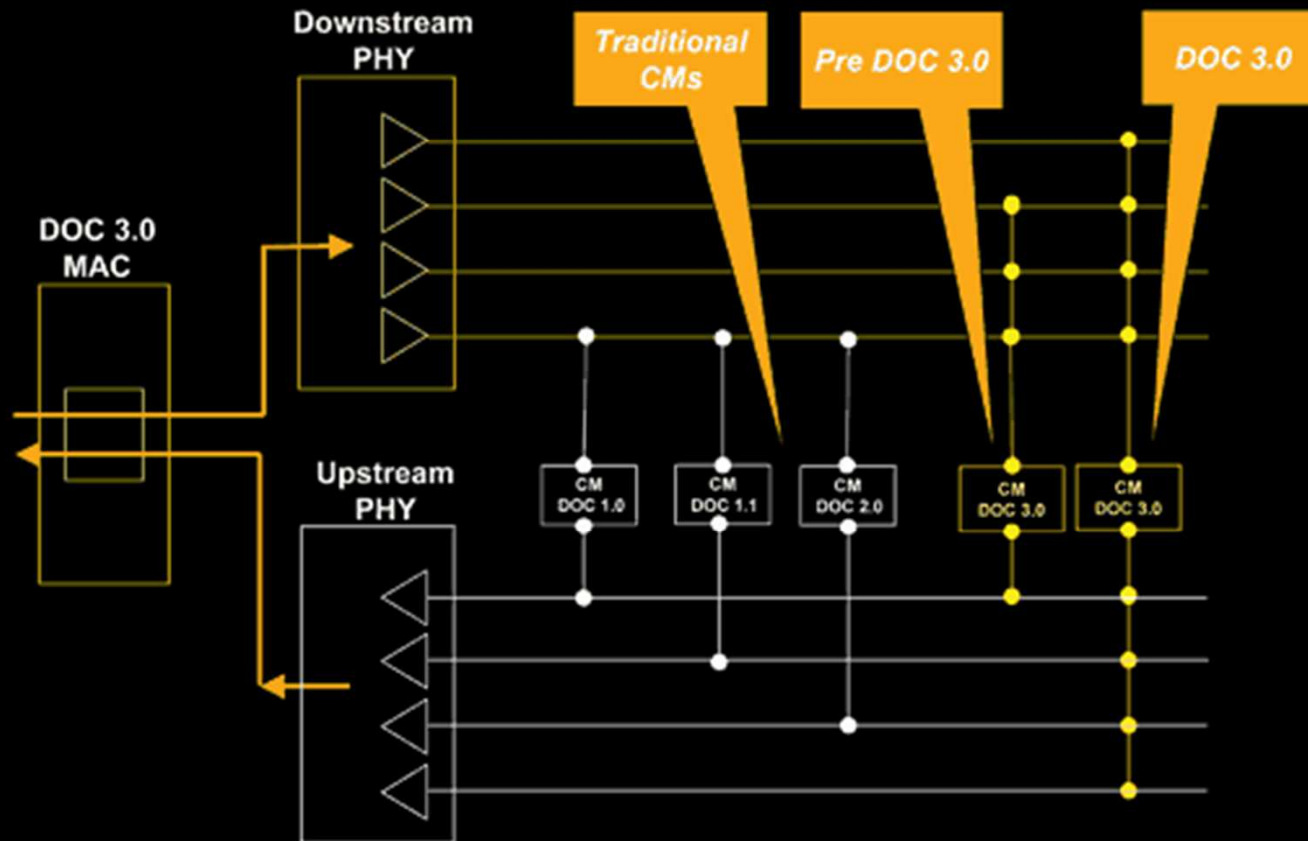 Downstream
PHY
Traditional
CMs
Pre DOC 3.0
DOC 3.0
DOC 3.0
MAC
Upstream
PHY
CM
DOC 1.0
CM
DOC 1.1
CM
DOC 2.0
CM
DOC 3.0
CM
DOC 3.0